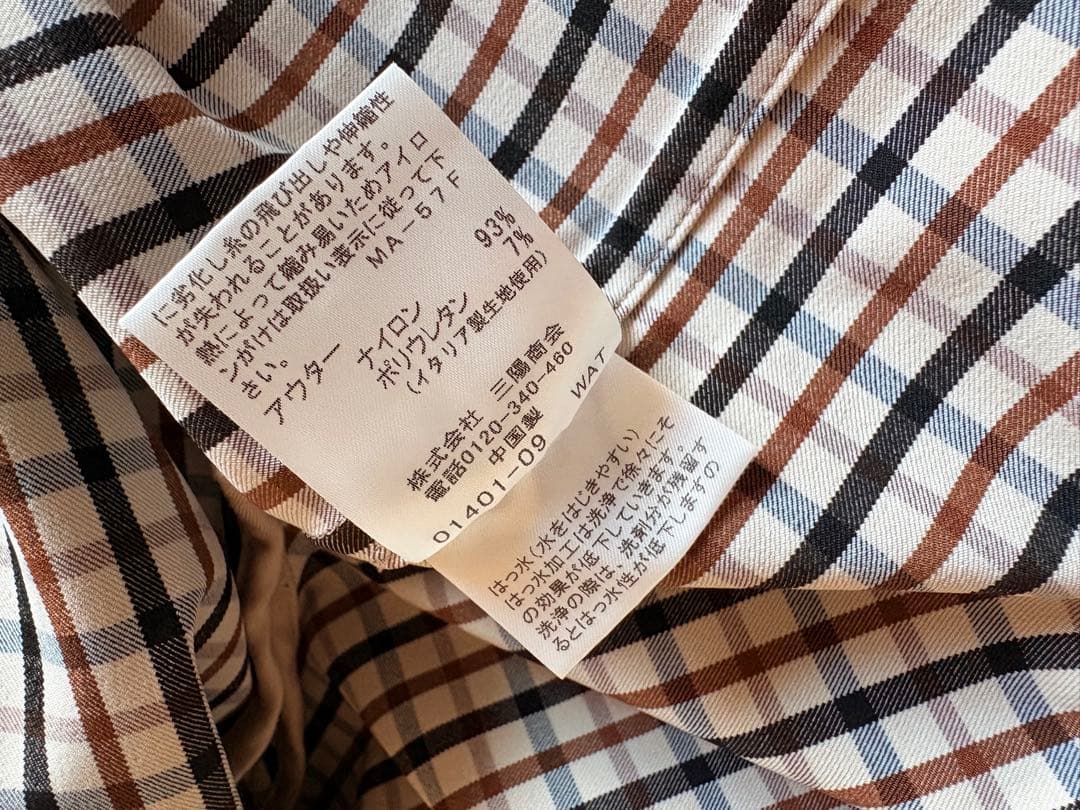 に劣化し糸の飛び出しや伸縮性
が失われることがあります。
熱によって縮み易いためアイロ
ンがけは取扱い表示に従って下
さい。
MA-57F
アウター
ナイロン 93%
ポリウレタン 7%
(イタリア製生地使用)
株式会社 三陽商会
電話0120-340-460
中国製
01401-09 WAT
はっ水(水をはじきやすい)
はっ水加工は洗浄で徐々にそ
の効果が低下していきます。
洗浄の際は、洗剤分が残留す
るとはっ水性が低下しますの